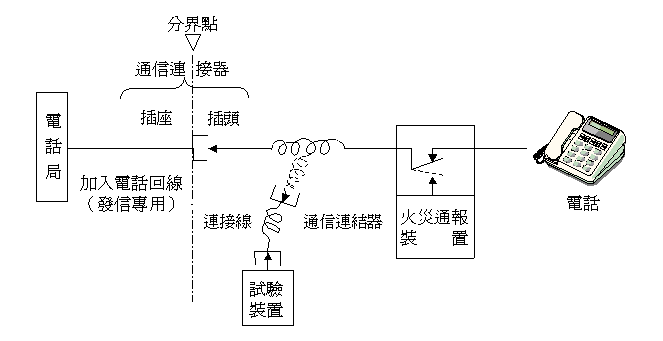 分界點
通信連接器
插座 插頭
電話局
加入電話回線
（發信專用）
連接線
通信連結器
火災通報
裝置
電話
試驗
裝置